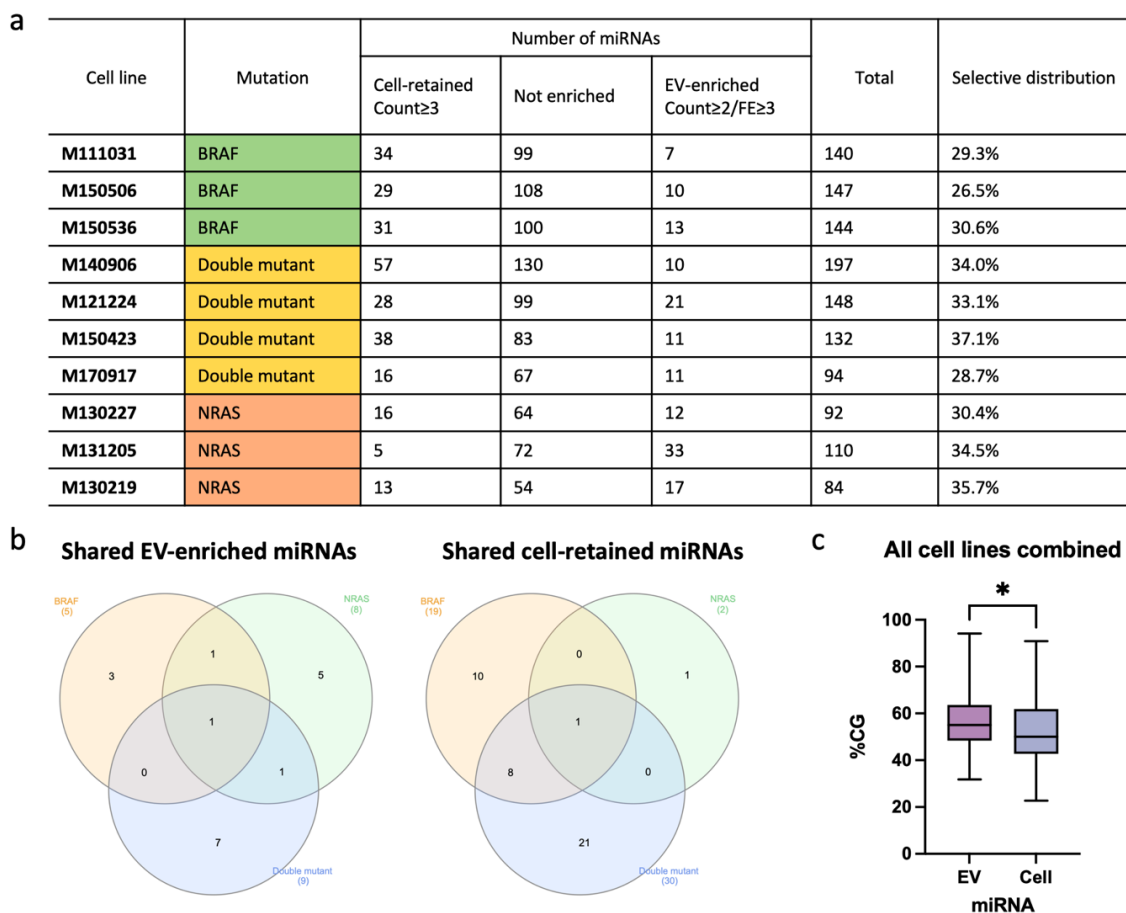 a
Number of miRNAs
Cell line Mutation Cell-retained Count≥3 Not enriched EV-enriched Count≥2/FE≥3 Total Selective distribution
M111031 BRAF 34 99 7 140 29.3%
M150506 BRAF 29 108 10 147 26.5%
M150536 BRAF 31 100 13 144 30.6%
M140906 Double mutant 57 130 10 197 34.0%
M121224 Double mutant 28 99 21 148 33.1%
M150423 Double mutant 38 83 11 132 37.1%
M170917 Double mutant 16 67 11 94 28.7%
M130227 NRAS 16 64 12 92 30.4%
M131205 NRAS 5 72 33 110 34.5%
M130219 NRAS 13 54 17 84 35.7%
b
Shared EV-enriched miRNAs
BRAF
(5)
NRAS
(8)
1
3
5
1
0
1
7
Double mutant
(9)
Shared cell-retained miRNAs
BRAF
(19)
NRAS
(2)
0
10
1
1
8
0
21
Double mutant
(30)
c
All cell lines combined
*
%CG
100
80
60
40
20
0
EV Cell
miRNA